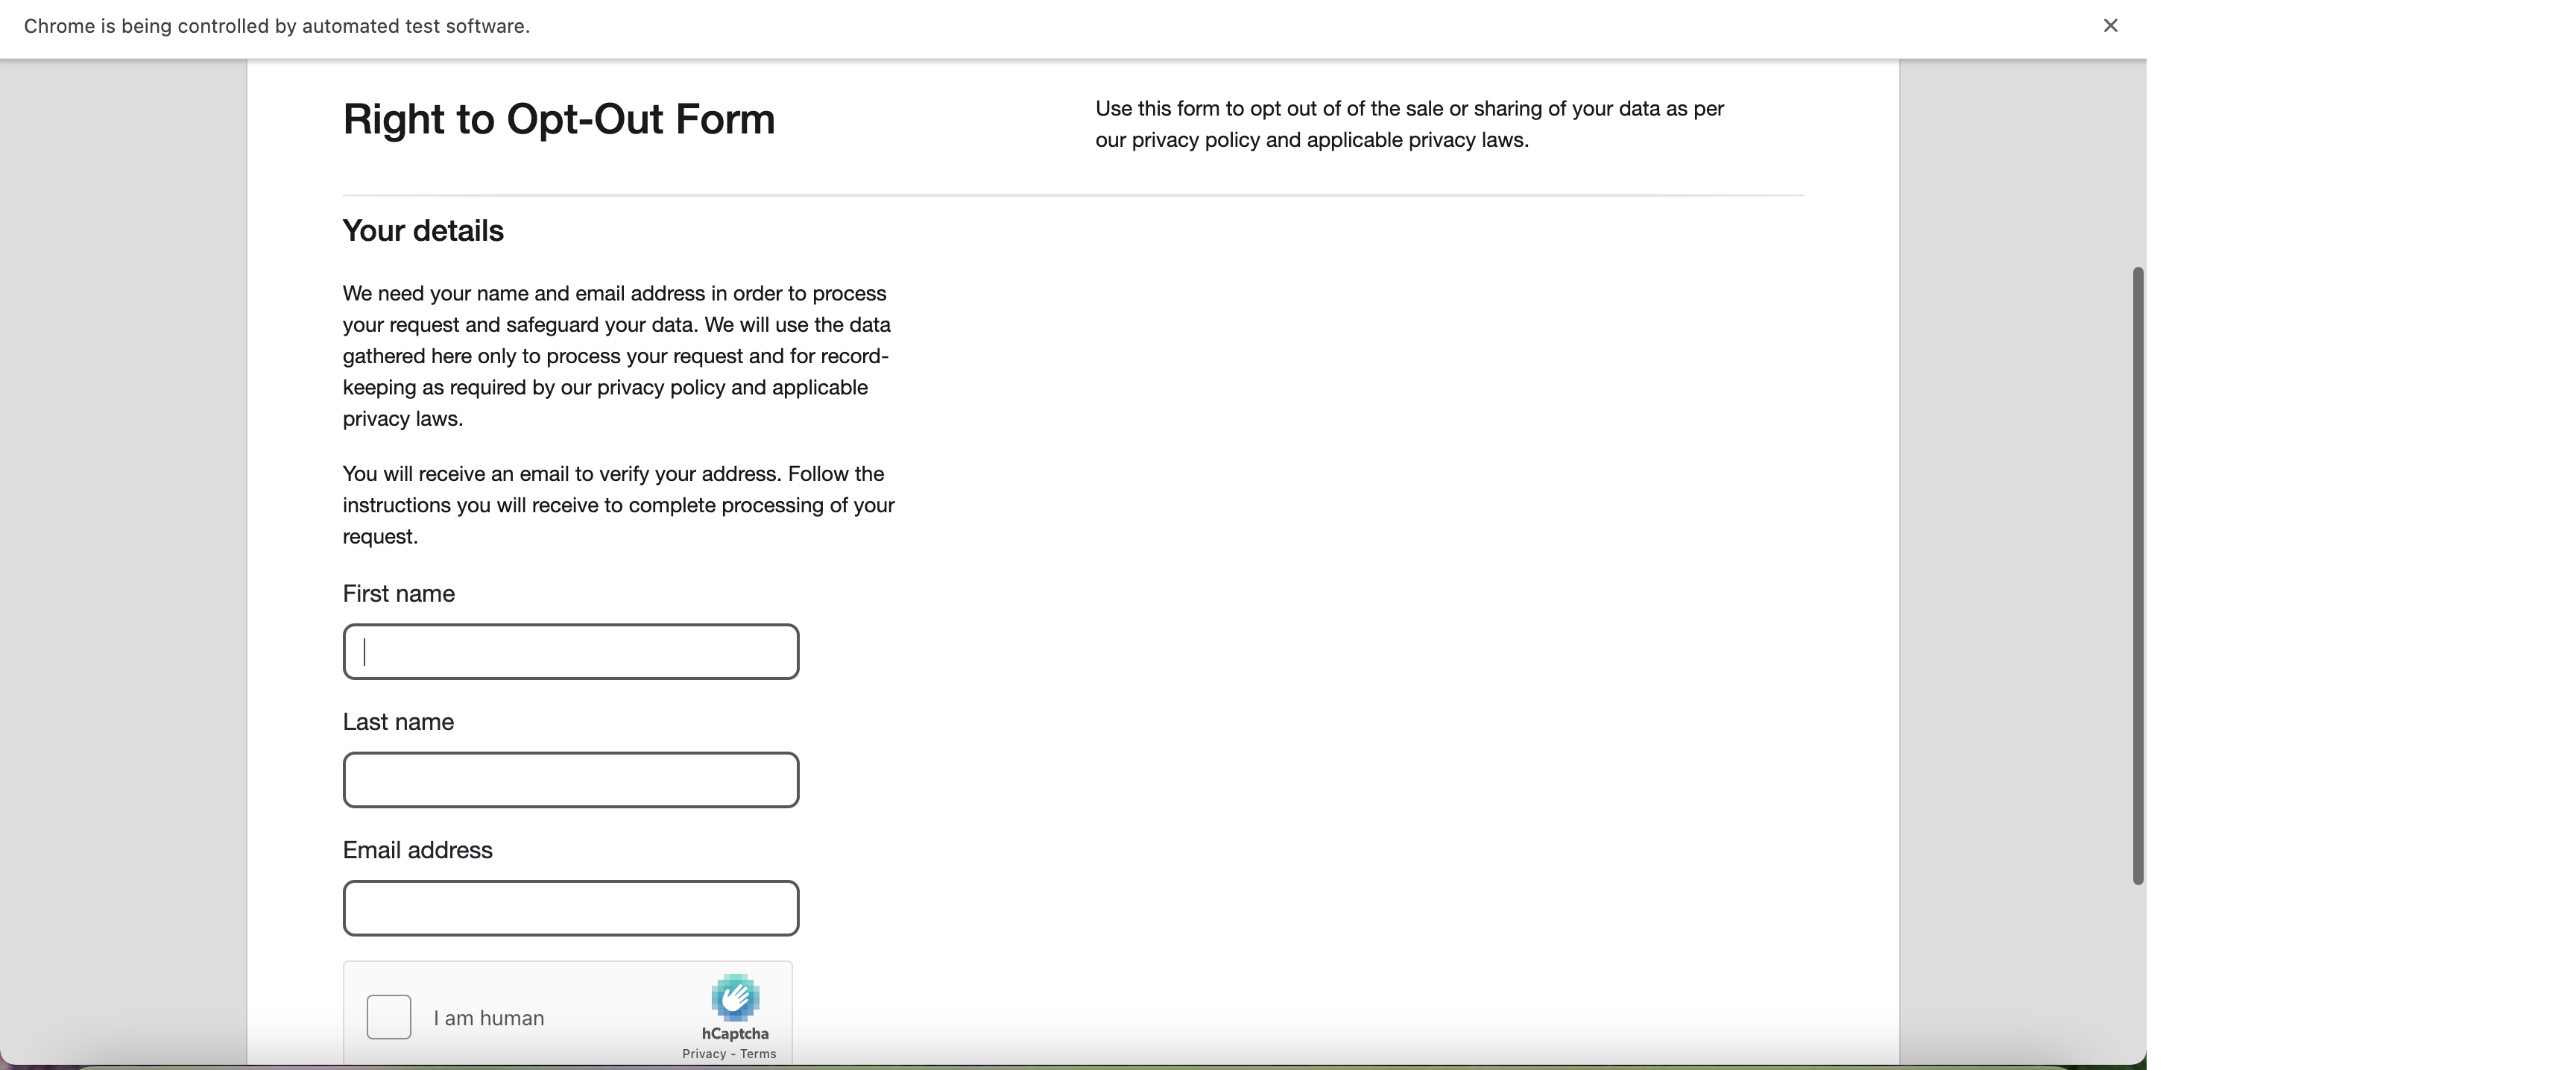 Chrome is being controlled by automated test software.
Right to Opt-Out Form
Use this form to opt out of of the sale or sharing of your data as per
our privacy policy and applicable privacy laws.
Your details
We need your name and email address in order to process
your request and safeguard your data. We will use the data
gathered here only to process your request and for record-
keeping as required by our privacy policy and applicable
privacy laws.
You will receive an email to verify your address. Follow the
instructions you will receive to complete processing of your
request.
First name
Last name
Email address
I am human
hCaptcha
Privacy - Terms